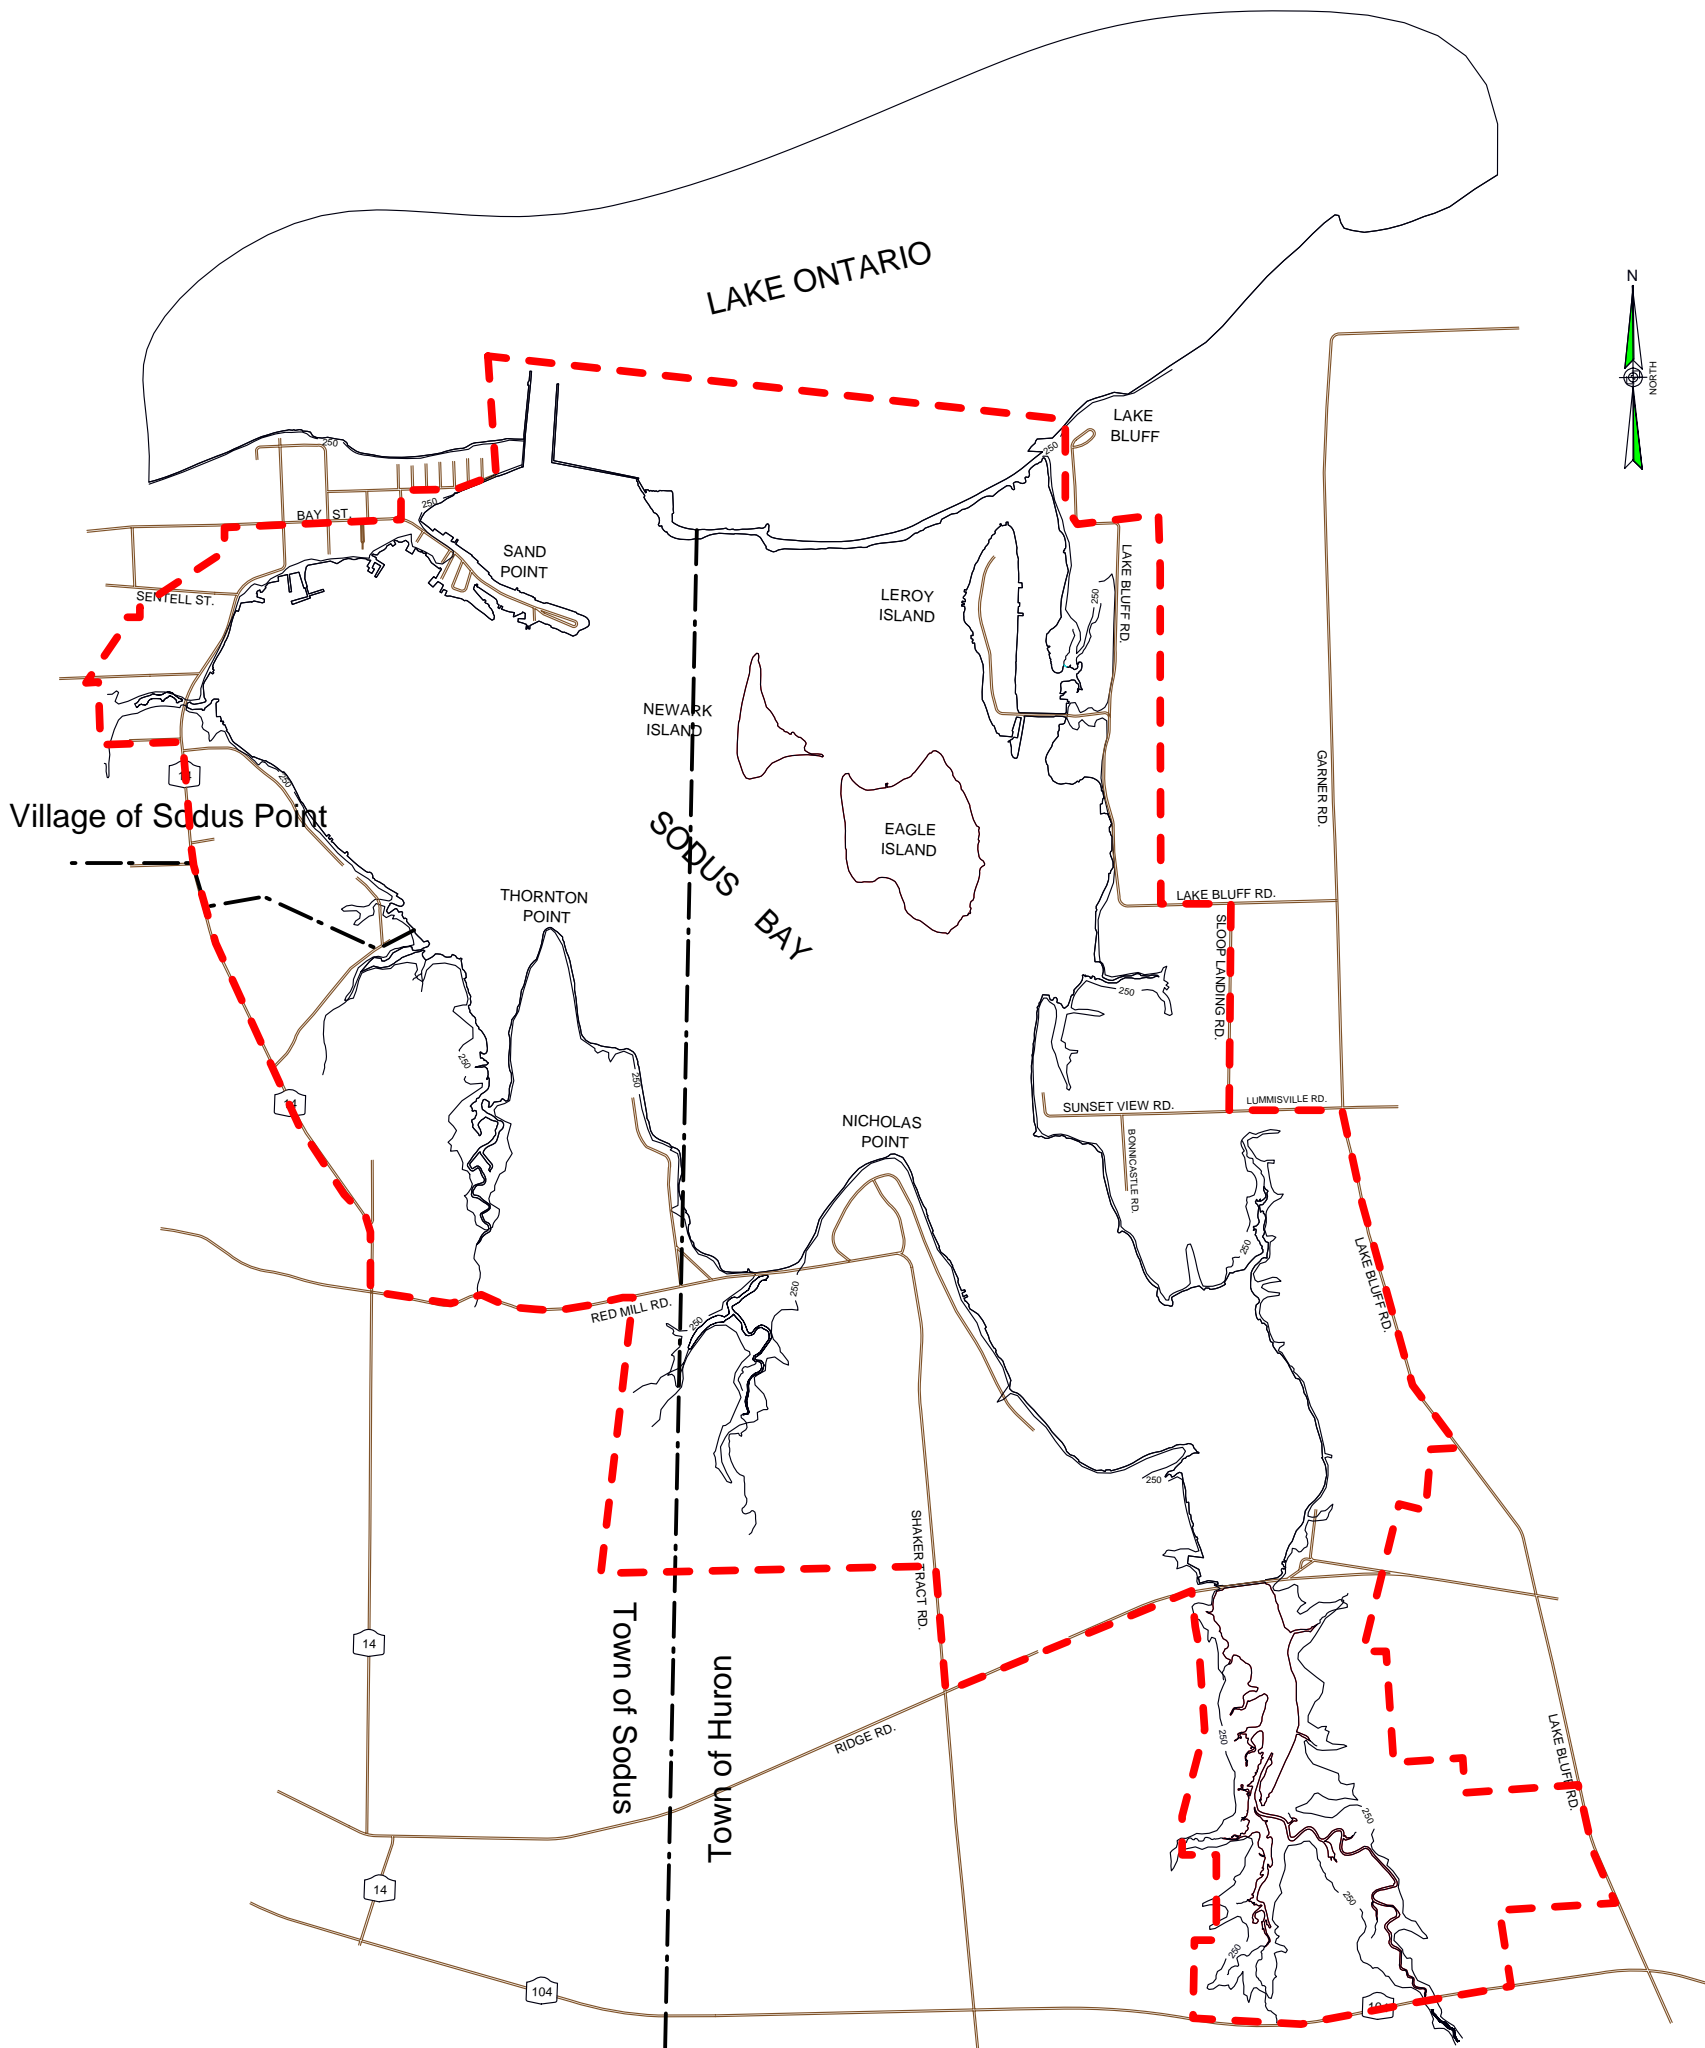 LAKE ONTARIO
N
NORTH
LAKE
BLUFF
250
250
250
BAY ST.
SAND
POINT
SENTELL ST.
LEROY
ISLAND
LAKE BLUFF RD.
250
NEWARK
ISLAND
14
250
GARNER RD.
Village of Sodus Point
SODUS BAY
EAGLE
ISLAND
THORNTON
POINT
LAKE BLUFF RD.
SLOOP LANDING RD.
250
250
250
14
SUNSET VIEW RD.
LUMMISVILLE RD.
NICHOLAS
POINT
BONNICASTLE RD.
250
LAKE BLUFF RD.
250
RED MILL RD.
250
250
SHAKER TRACT RD.
14
Town of Sodus
Town of Huron
RIDGE RD.
250
LAKE BLUFF RD.
250
14
250
250
104
104